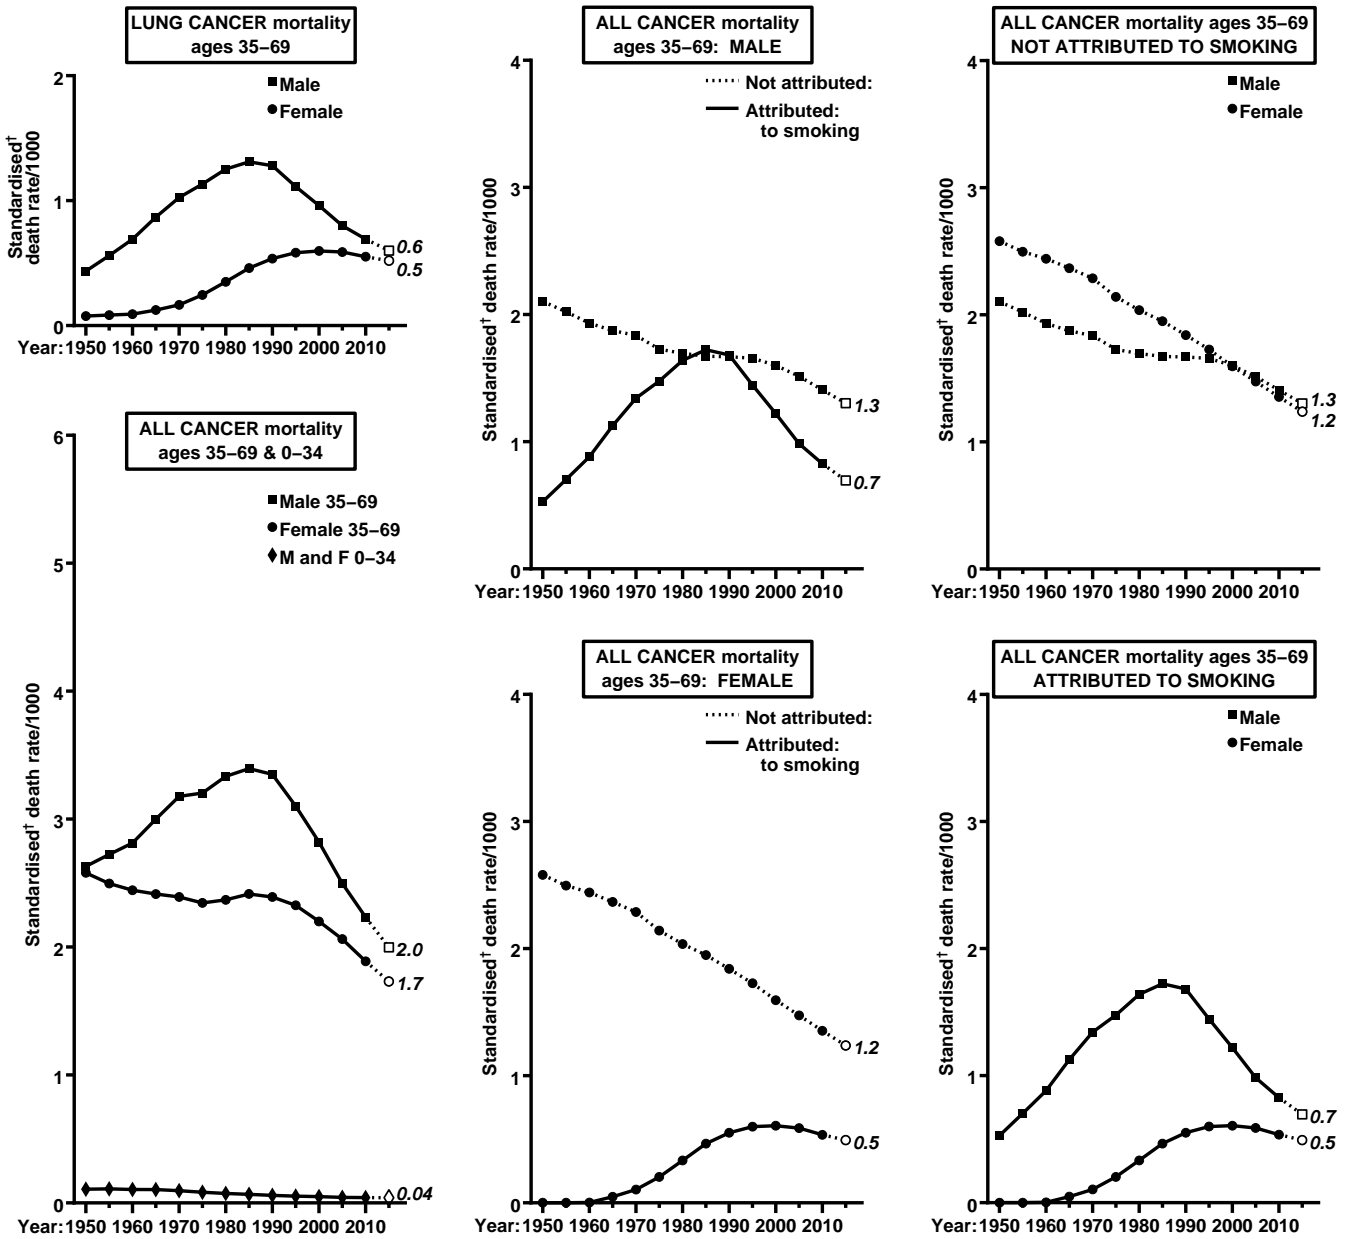 LUNG CANCER mortality
ages 35–69
2
1
0
Standardised†
death rate/1000
Male
Female
0.6
0.5
Year: 1950 1960 1970 1980 1990 2000 2010
ALL CANCER mortality
ages 35–69 & 0–34
6
5
4
3
2
1
0
Standardised† death rate/1000
Male 35–69
Female 35–69
M and F 0–34
2.0
1.7
0.04
Year: 1950 1960 1970 1980 1990 2000 2010
ALL CANCER mortality
ages 35–69: MALE
4
3
2
1
0
Standardised† death rate/1000
Not attributed:
Attributed:
to smoking
1.3
0.7
Year: 1950 1960 1970 1980 1990 2000 2010
ALL CANCER mortality
ages 35–69: FEMALE
4
3
2
1
0
Standardised† death rate/1000
Not attributed:
Attributed:
to smoking
1.2
0.5
Year: 1950 1960 1970 1980 1990 2000 2010
ALL CANCER mortality ages 35–69
NOT ATTRIBUTED TO SMOKING
4
3
2
1
0
Standardised† death rate/1000
Male
Female
1.3
1.2
Year: 1950 1960 1970 1980 1990 2000 2010
ALL CANCER mortality ages 35–69
ATTRIBUTED TO SMOKING
4
3
2
1
0
Standardised† death rate/1000
Male
Female
0.7
0.5
Year: 1950 1960 1970 1980 1990 2000 2010